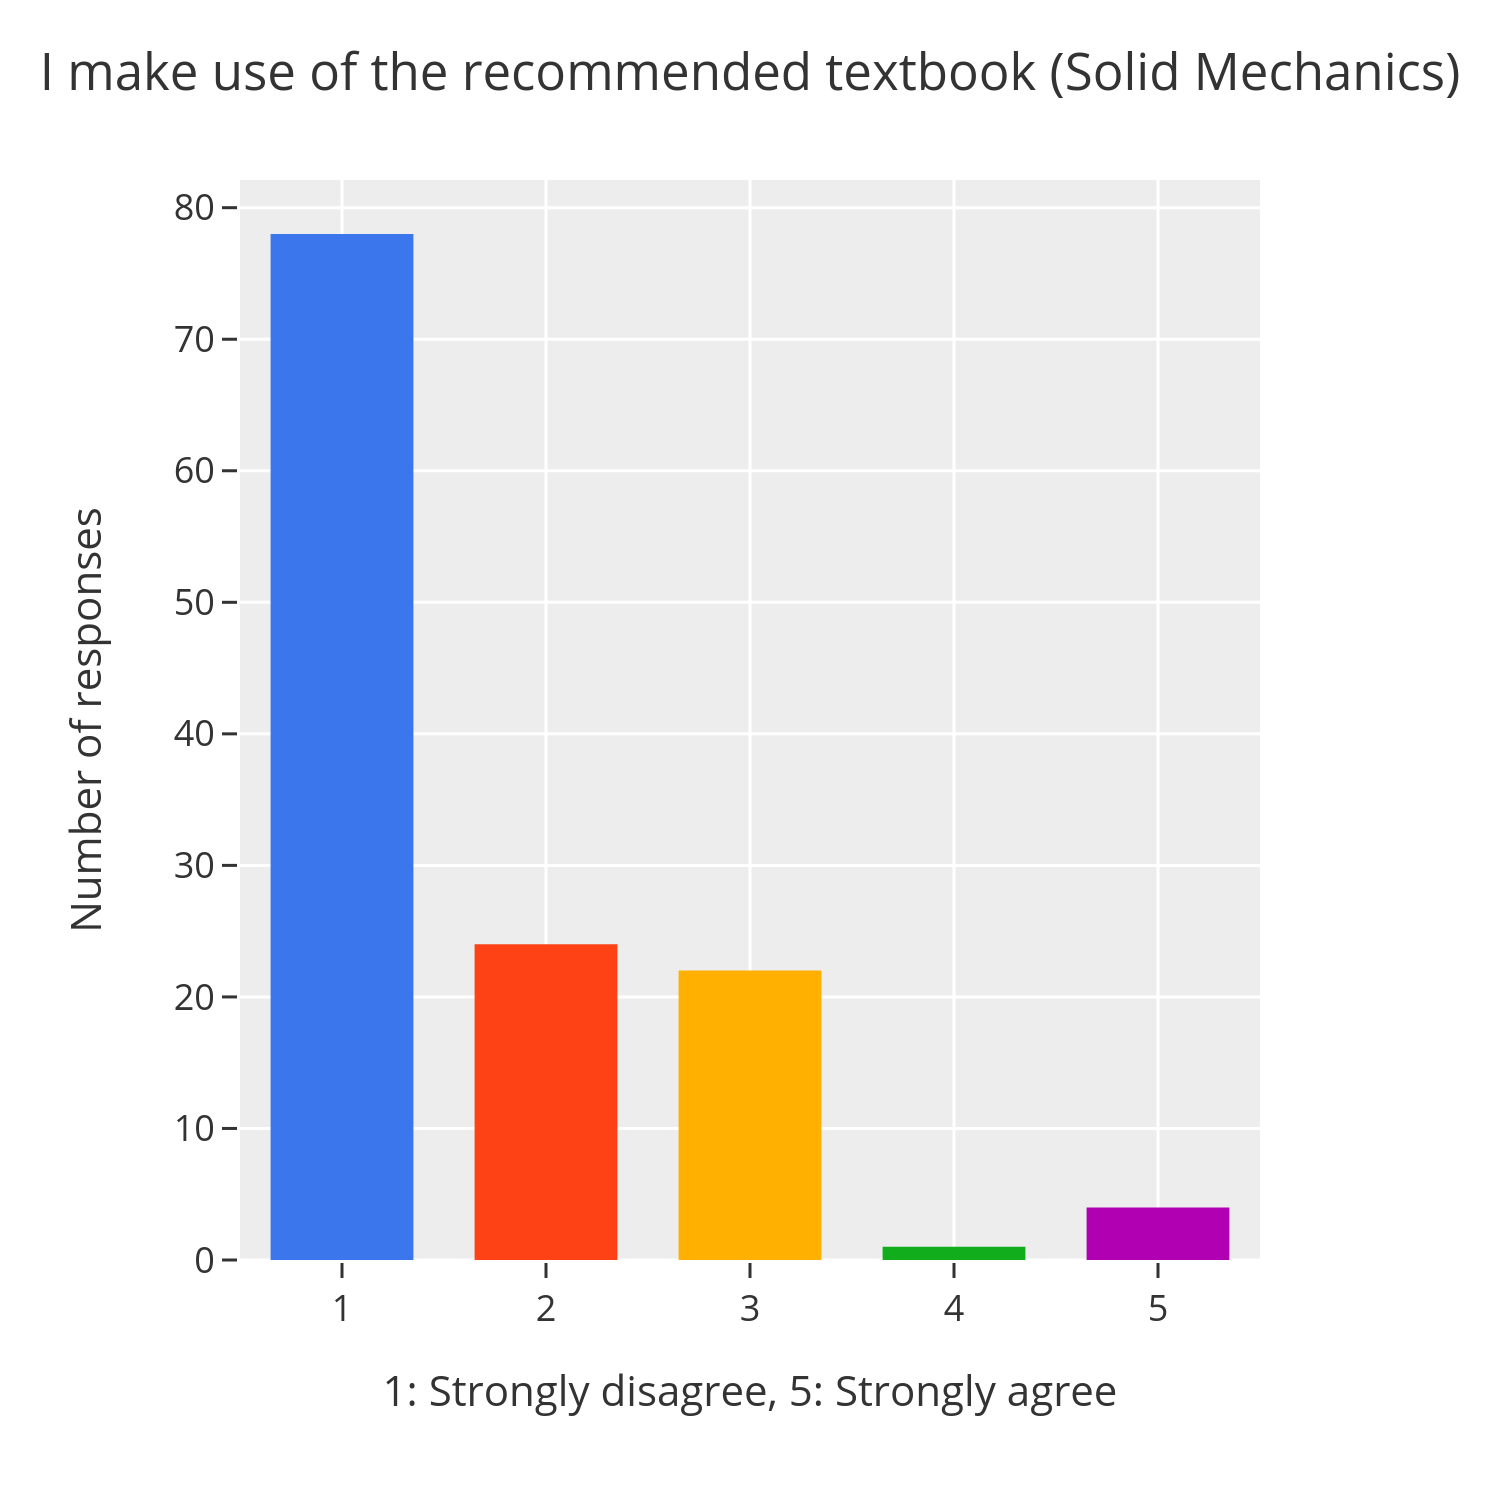 I make use of the recommended textbook (Solid Mechanics)
Number of responses
80
70
60
50
40
30
20
10
0
1 2 3 4 5
1: Strongly disagree, 5: Strongly agree